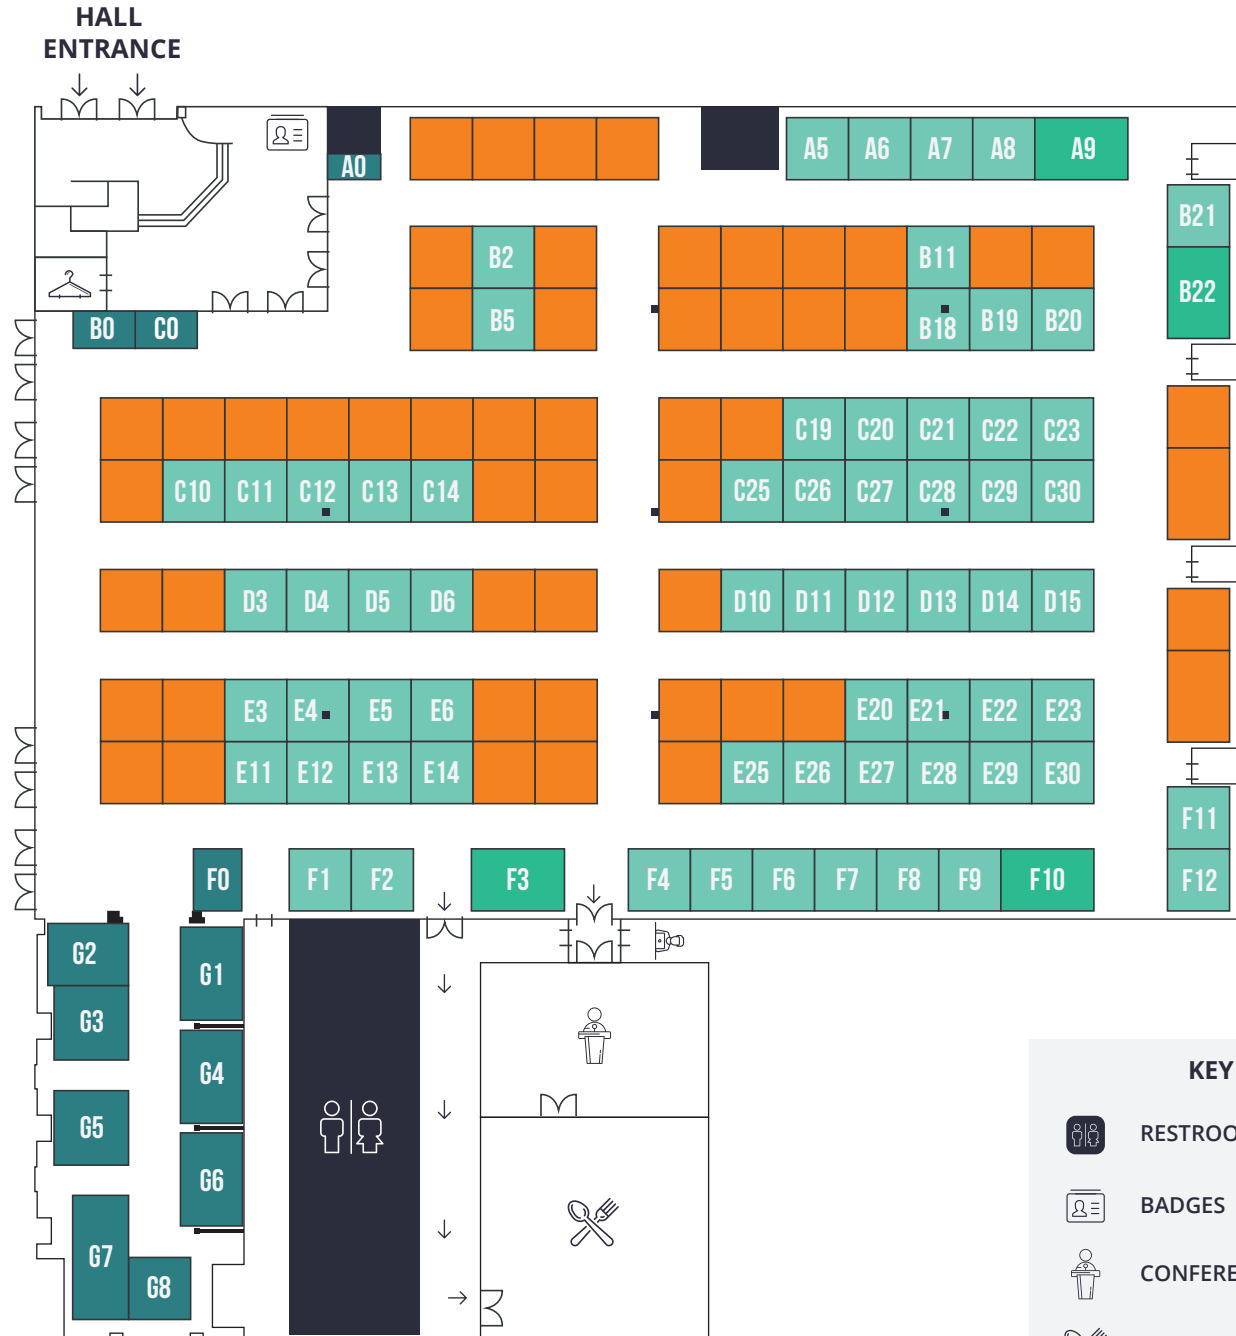 HALL
ENTRANCE
A0
A5 A6 A7 A8 A9
B21
B2
B11
B22
B5
B18 B19 B20
B0 C0
C19 C20 C21 C22 C23
C10 C11 C12 C13 C14
C25 C26 C27 C28 C29 C30
D3 D4 D5 D6
D10 D11 D12 D13 D14 D15
E3 E4 E5 E6
E20 E21 E22 E23
E11 E12 E13 E14
E25 E26 E27 E28 E29 E30
F11
F0 F1 F2 F3 F4 F5 F6 F7 F8 F9 F10 F12
G2
G1
G3
G4
G5
G6
G7
G8
KEY
RESTROO
BADGES
CONFERE